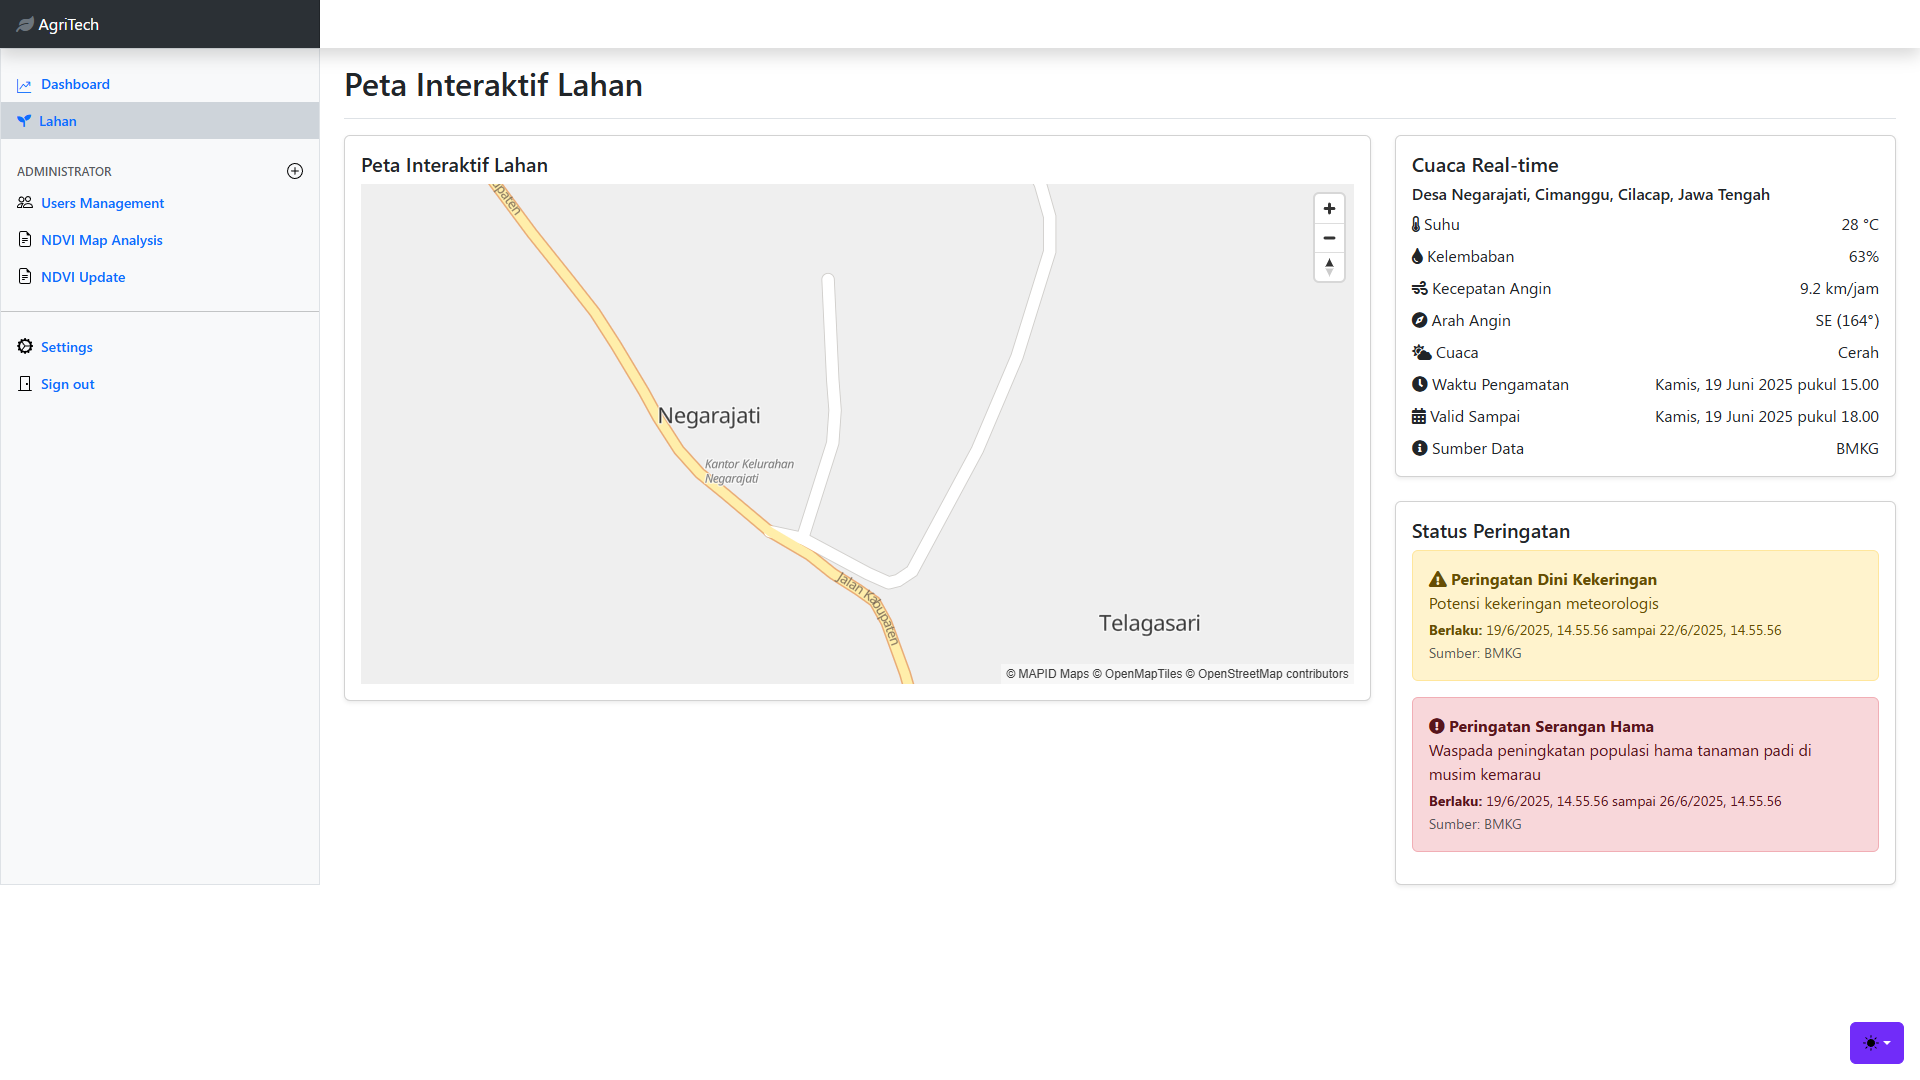 AgriTech
Dashboard
Lahan
ADMINISTRATOR
Users Management
NDVI Map Analysis
NDVI Update
Settings
Sign out
Peta Interaktif Lahan
Peta Interaktif Lahan
upaten
Negarajati
Kantor Kelurahan
Negarajati
Jalan Kabupaten
Telagasari
© MAPID Maps © OpenMapTiles © OpenStreetMap contributors
Cuaca Real-time
Desa Negarajati, Cimanggu, Cilacap, Jawa Tengah
Suhu 28 °C
Kelembaban 63%
Kecepatan Angin 9.2 km/jam
Arah Angin SE (164°)
Cuaca Cerah
Waktu Pengamatan Kamis, 19 Juni 2025 pukul 15.00
Valid Sampai Kamis, 19 Juni 2025 pukul 18.00
Sumber Data BMKG
Status Peringatan
Peringatan Dini Kekeringan
Potensi kekeringan meteorologis
Berlaku: 19/6/2025, 14.55.56 sampai 22/6/2025, 14.55.56
Sumber: BMKG
Peringatan Serangan Hama
Waspada peningkatan populasi hama tanaman padi di
musim kemarau
Berlaku: 19/6/2025, 14.55.56 sampai 26/6/2025, 14.55.56
Sumber: BMKG